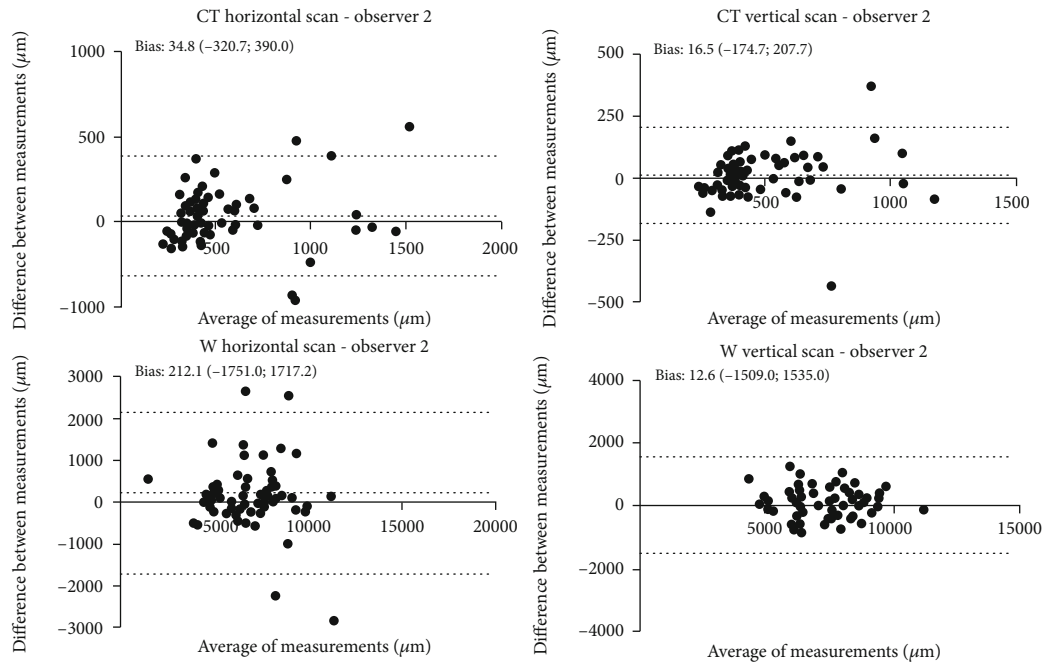 CT horizontal scan - observer 2
Bias: 34.8 (−320.7; 390.0)
Difference between measurements (μm)
1000
500
0
−1000
500
1000
1500
2000
Average of measurements (μm)
CT vertical scan - observer 2
Bias: 16.5 (−174.7; 207.7)
Difference between measurements (μm)
500
250
0
−250
−500
500
1000
1500
Average of measurements (μm)
W horizontal scan - observer 2
Bias: 212.1 (−1751.0; 1717.2)
Difference between measurements (μm)
3000
2000
1000
0
−1000
−2000
−3000
5000
10000
15000
20000
Average of measurements (μm)
W vertical scan - observer 2
Bias: 12.6 (−1509.0; 1535.0)
Difference between measurements (μm)
4000
2000
0
−2000
−4000
5000
10000
15000
Average of measurements (μm)